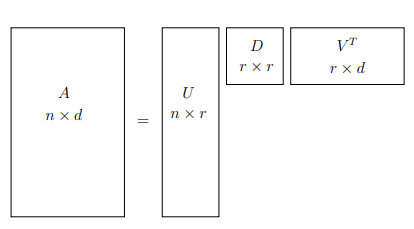 A
n × d
=
U
n × r
D
r × r
V^T
r × d